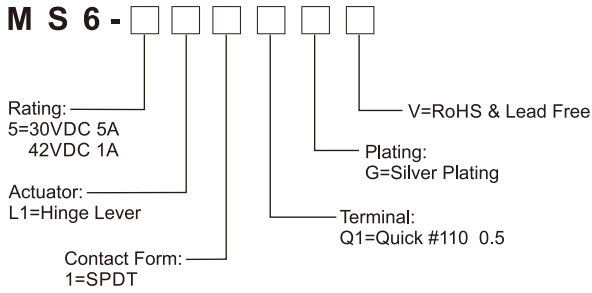 MS6-
V=RoHS & Lead Free
Rating:
5=30VDC 5A
42VDC 1A
Plating:
G=Silver Plating
Actuator:
L1=Hinge Lever
Terminal:
Q1=Quick #110 0.5
Contact Form:
1=SPDT